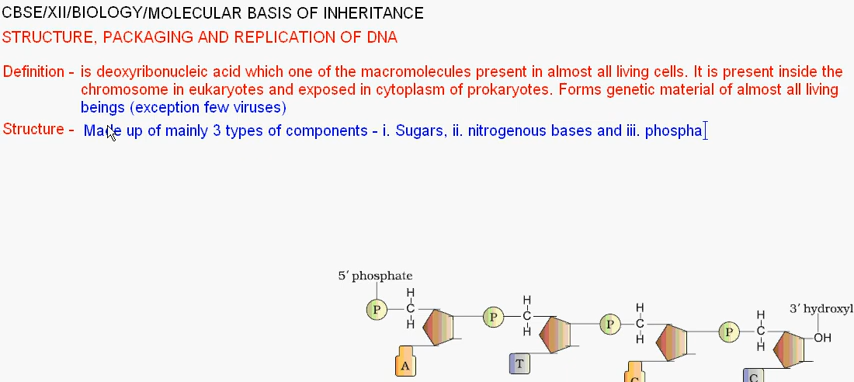 CBSE/XII/BIOLOGY/MOLECULAR BASIS OF INHERITANCE
STRUCTURE, PACKAGING AND REPLICATION OF DNA
Definition - is deoxyribonucleic acid which one of the macromolecules present in almost all living cells. It is present inside the
chromosome in eukaryotes and exposed in cytoplasm of prokaryotes. Forms genetic material of almost all living
beings (exception few viruses)
Structure - Made up of mainly 3 types of components - i. Sugars, ii. nitrogenous bases and iii. phospha
5′ phosphate
3′ hydroxyl
P H C H
P H C H
P H C H
P H C H
OH
A T C